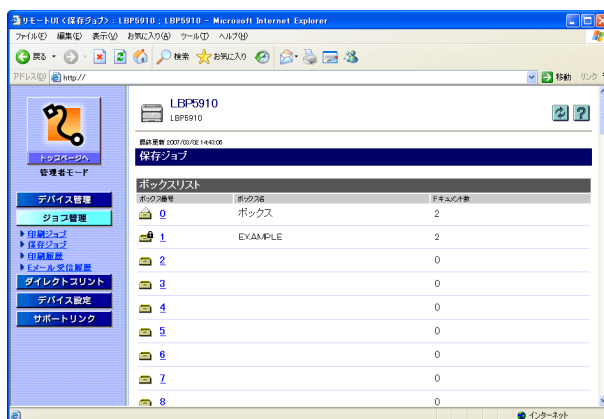 リモートUI <保存ジョブ> : LBP5910 ; LBP5910 - Microsoft Internet Explorer
ファイル(F) 編集(E) 表示(V) お気に入り(A) ツール(T) ヘルプ(H)
戻る 検索 お気に入り
アドレス(D) http:// 移動 リンク
LBP5910
LBP5910
最終更新 2007/03/02 14:43:06
トップページへ
管理者モード
保存ジョブ
ボックスリスト
ボックス番号 ボックス名 ドキュメント数
デバイス管理
ジョブ管理
印刷ジョブ
保存ジョブ
印刷履歴
Eメール受信履歴
ダイレクトプリント
デバイス設定
サポートリンク
0 ボックス 2
1 EXAMPLE 2
2 0
3 0
4 0
5 0
6 0
7 0
8 0
インターネット